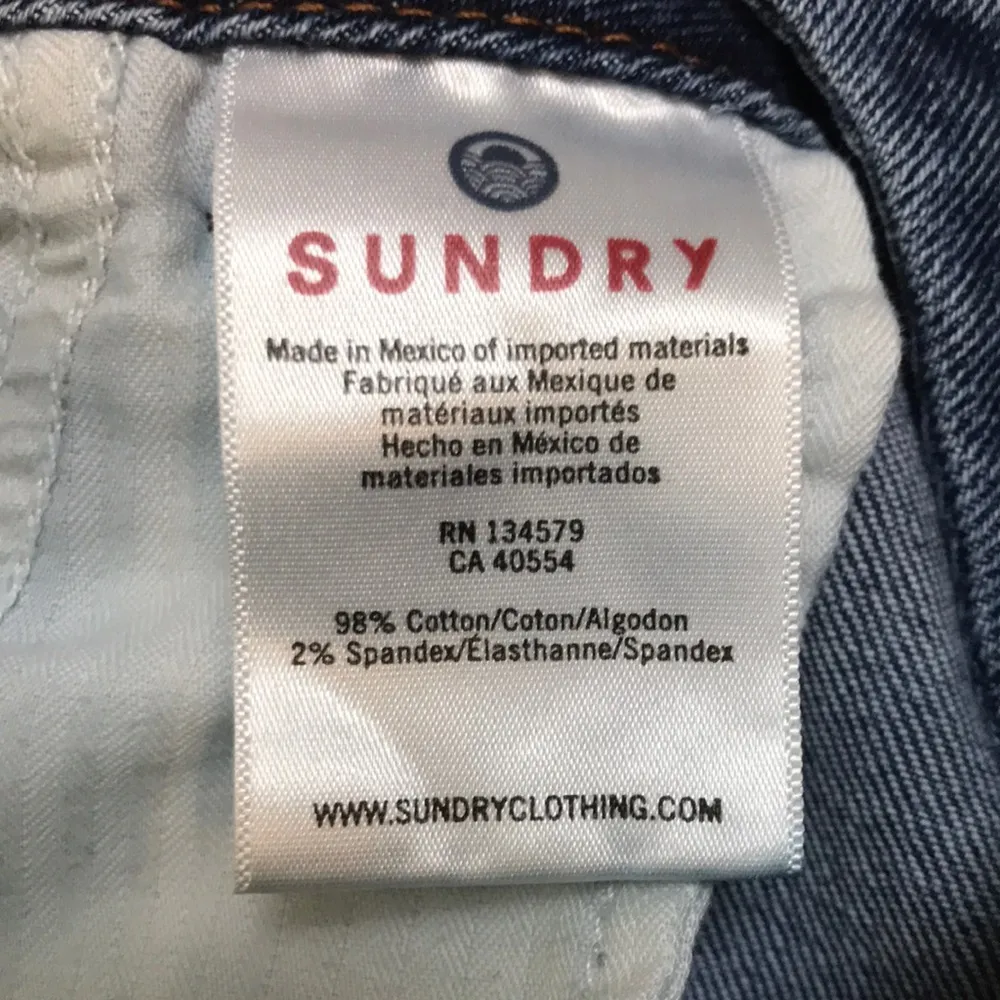 SUNDRY
Made in Mexico of imported materials
Fabriqué aux Mexique de
matériaux importés
Hecho en México de
materiales importados
RN 134579
CA 40554
98% Cotton/Coton/Algodon
2% Spandex/Élasthanne/Spandex
WWW.SUNDRYCLOTHING.COM